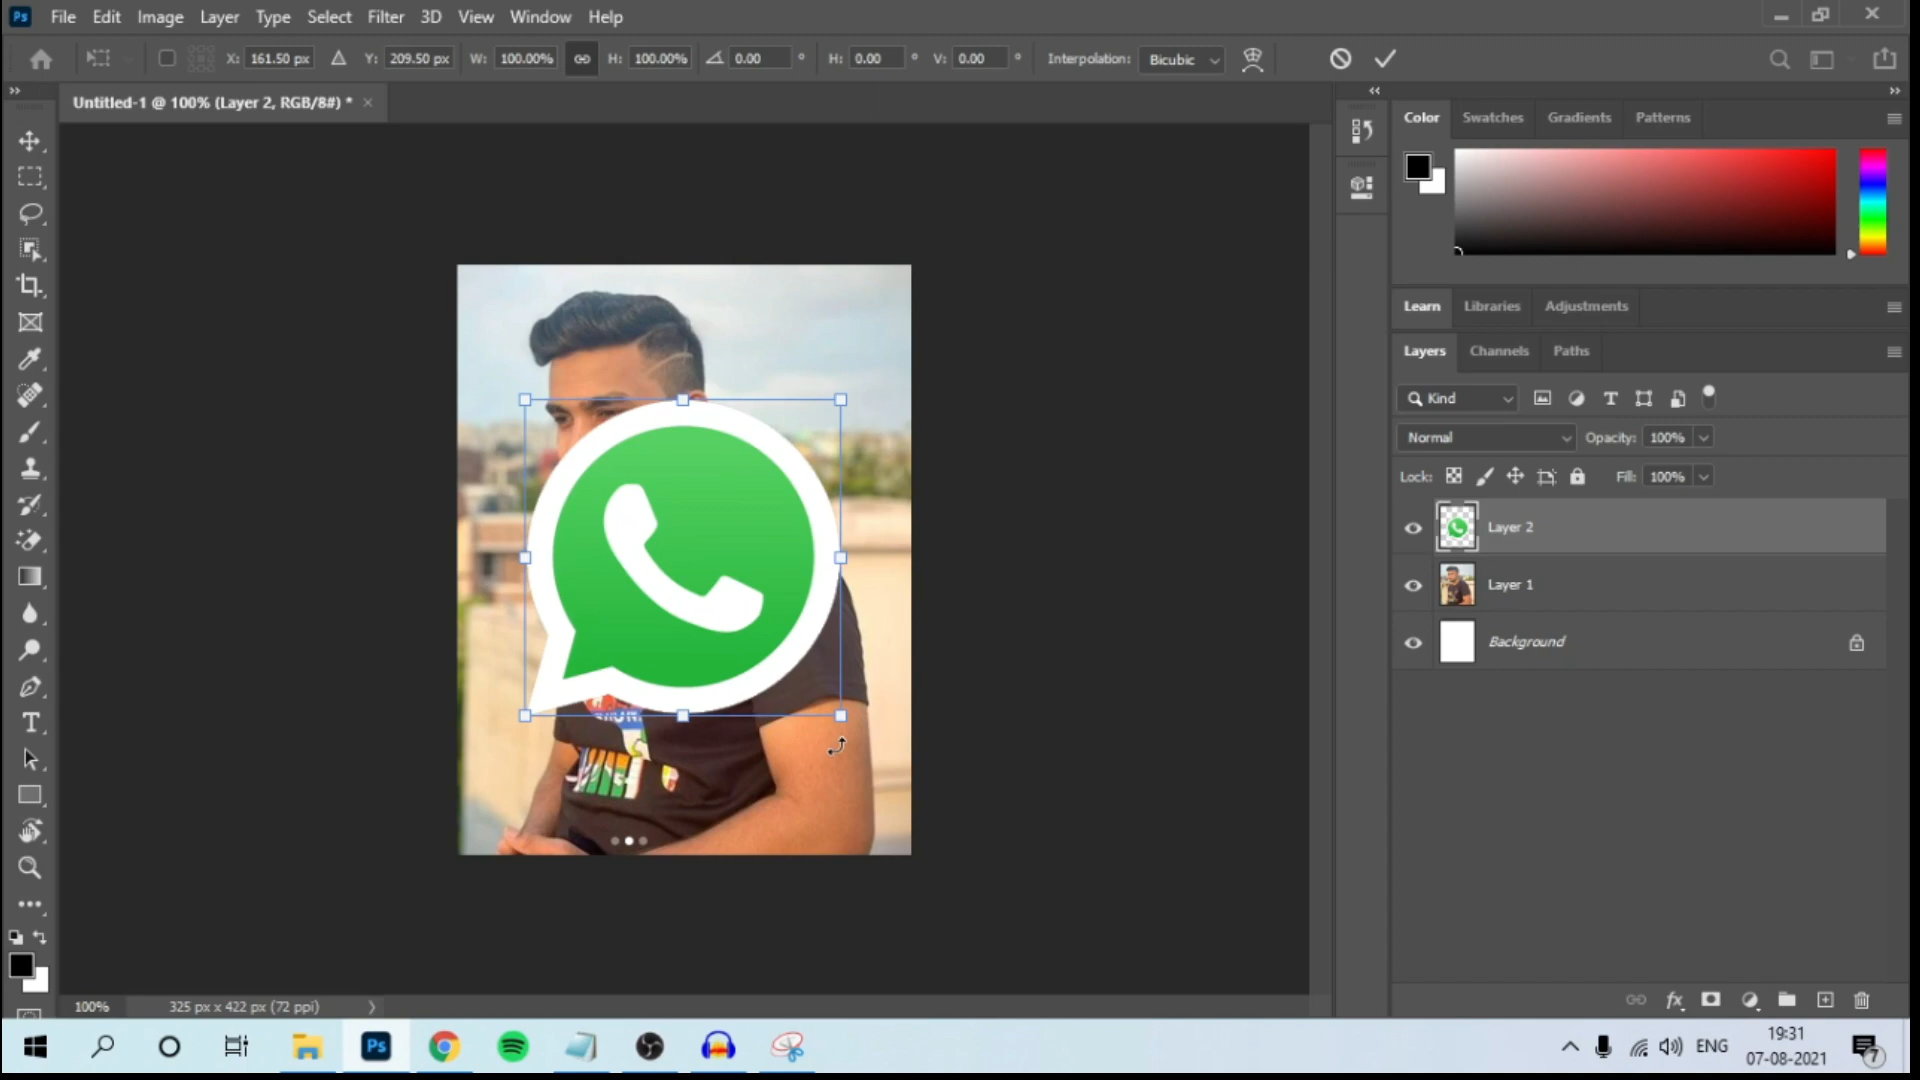 Ps File Edit Image Layer Type Select Filter 3D View Window Help
X: 161.50 px Y: 209.50 px W: 100.00% H: 100.00% 0.00 ° H: 0.00 ° V: 0.00 ° Interpolation: Bicubic
Untitled-1 @ 100% (Layer 2, RGB/8#) * ×
Color Swatches Gradients Patterns
Learn Libraries Adjustments
Layers Channels Paths
Kind
Normal Opacity: 100%
Lock: Fill: 100%
Layer 2
Layer 1
Background
100% 325 px x 422 px (72 ppi)
Ps
ENG
19:31
07-08-2021
7